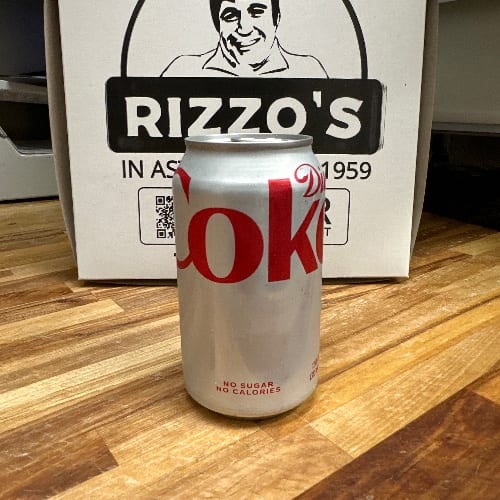 RIZZO'S
IN AS 1959
Coke
NO SUGAR
NO CALORIES